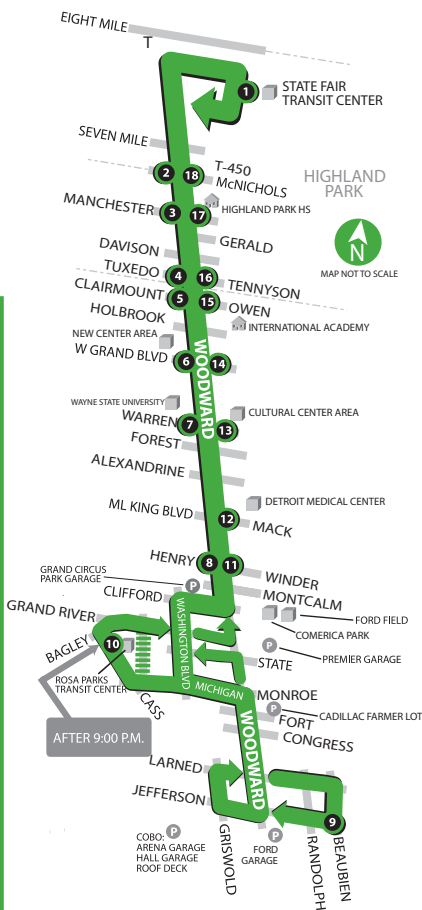 EIGHT MILE
T
1
STATE FAIR
TRANSIT CENTER
SEVEN MILE
2
18
T-450
McNICHOLS
HIGHLAND
PARK
MANCHESTER
3
17
HIGHLAND PARK HS
GERALD
N
MAP NOT TO SCALE
DAVISON
TUXEDO
4
16
TENNYSON
CLAIRMOUNT
5
15
OWEN
HOLBROOK
INTERNATIONAL ACADEMY
NEW CENTER AREA
W GRAND BLVD
6
14
WOODWARD
WAYNE STATE UNIVERSITY
WARREN
7
13
CULTURAL CENTER AREA
FOREST
ALEXANDRINE
ML KING BLVD
DETROIT MEDICAL CENTER
12
MACK
HENRY
8
11
WINDER
GRAND CIRCUS
PARK GARAGE
P
MONTCALM
CLIFFORD
FORD FIELD
COMERICA PARK
GRAND RIVER
WASHINGTON BLVD
P
PREMIER GARAGE
BAGLEY
10
STATE
ROSA PARKS
TRANSIT CENTER
CASS
MICHIGAN
MONROE
P
CADILLAC FARMER LOT
AFTER 9:00 P.M.
FORT
CONGRESS
WOODWARD
LARNED
JEFFERSON
9
P
COBO:
ARENA GARAGE
HALL GARAGE
ROOF DECK
GRISWOLD
P
FORD
GARAGE
RANDOLPH
BEAUBIEN